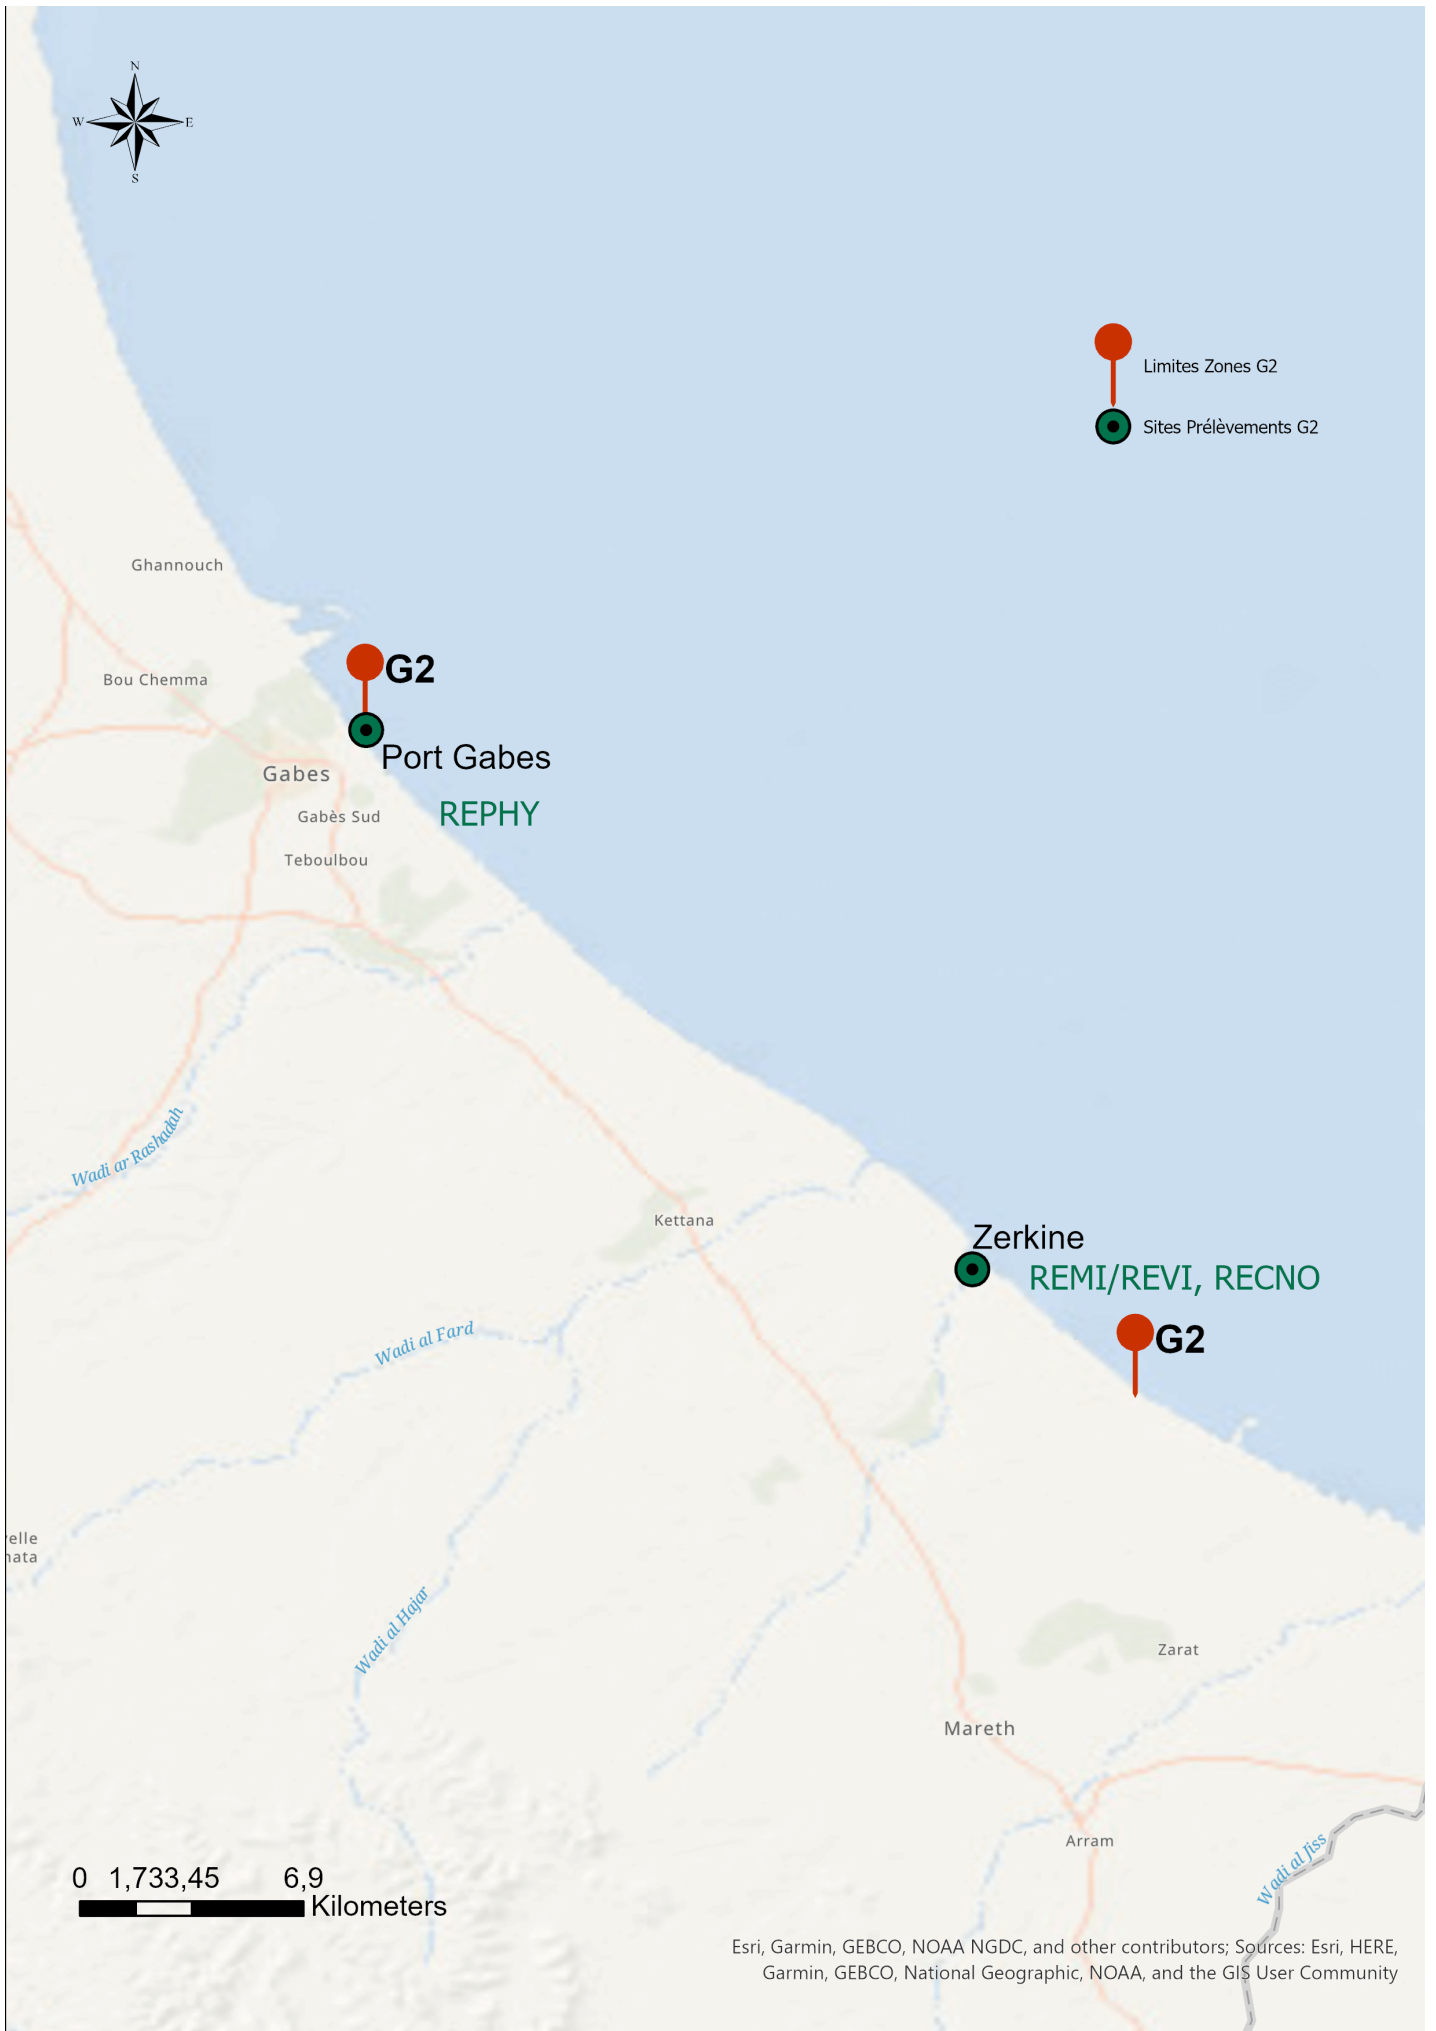 N
W E
S
Limites Zones G2
Sites Prélèvements G2
Ghannouch
G2
Bou Chemma
Port Gabes
Gabes
REPHY
Gabès Sud
Teboulbou
Wadi ar Rashadah
Kettana
Zerkine
REMI/REVI, RECNO
Wadi al Fard
G2
Wadi al Hajar
Zarat
Mareth
Arram
Wadi al Jiss
0 1,733,45 6,9
Kilometers
Esri, Garmin, GEBCO, NOAA NGDC, and other contributors; Sources: Esri, HERE,
Garmin, GEBCO, National Geographic, NOAA, and the GIS User Community